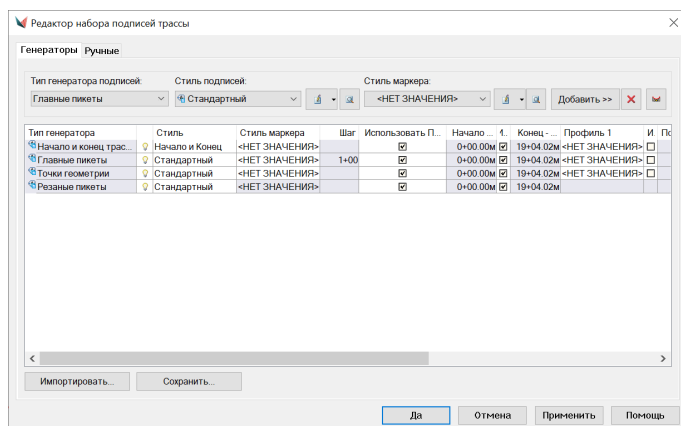 Редактор набора подписей трассы
Генераторы Ручные
Тип генератора подписей: Стиль подписей: Стиль маркера:
Главные пикеты Стандартный <НЕТ ЗНАЧЕНИЯ> Добавить >>
Тип генератора Стиль Стиль маркера Шаг Использовать П... Начало ... И.. Конец - ... Профиль 1 И По
Начало и конец трас... Начало и Конец <НЕТ ЗНАЧЕНИЯ> 0+00.00м 19+04.02м <НЕТ ЗНАЧЕНИЯ>
Главные пикеты Стандартный <НЕТ ЗНАЧЕНИЯ> 1+00 0+00.00м 19+04.02м <НЕТ ЗНАЧЕНИЯ>
Точки геометрии Стандартный <НЕТ ЗНАЧЕНИЯ> 0+00.00м 19+04.02м <НЕТ ЗНАЧЕНИЯ>
Резаные пикеты Стандартный <НЕТ ЗНАЧЕНИЯ> 0+00.00м 19+04.02м
Импортировать... Сохранить...
Да Отмена Применить Помощь